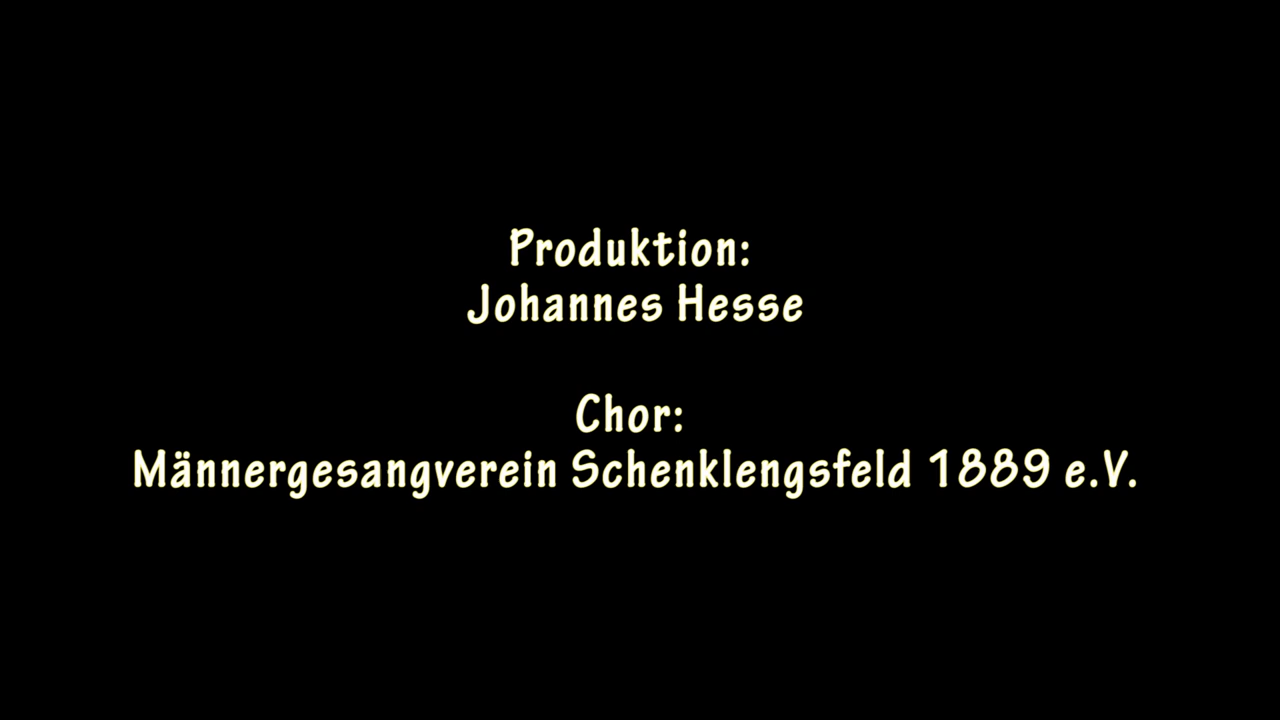 Produktion:
Johannes Hesse
Chor:
Männergesangverein Schenklengsfeld 1889 e.V.